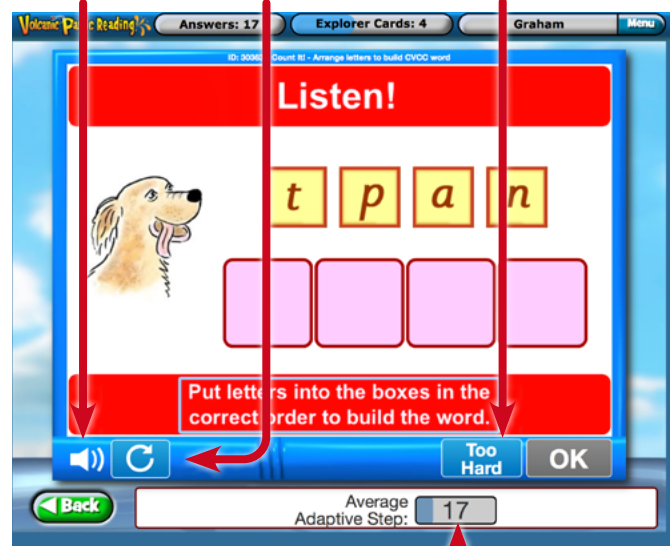 Volcanic Panic Reading! Answers: 17 Explorer Cards: 4 Graham Menu
Count It! - Arrange letters to build CVCC word
Listen!
t p a n
Put letters into the boxes in the
correct order to build the word.
Too
Hard
OK
Back
Average
Adaptive Step: 17